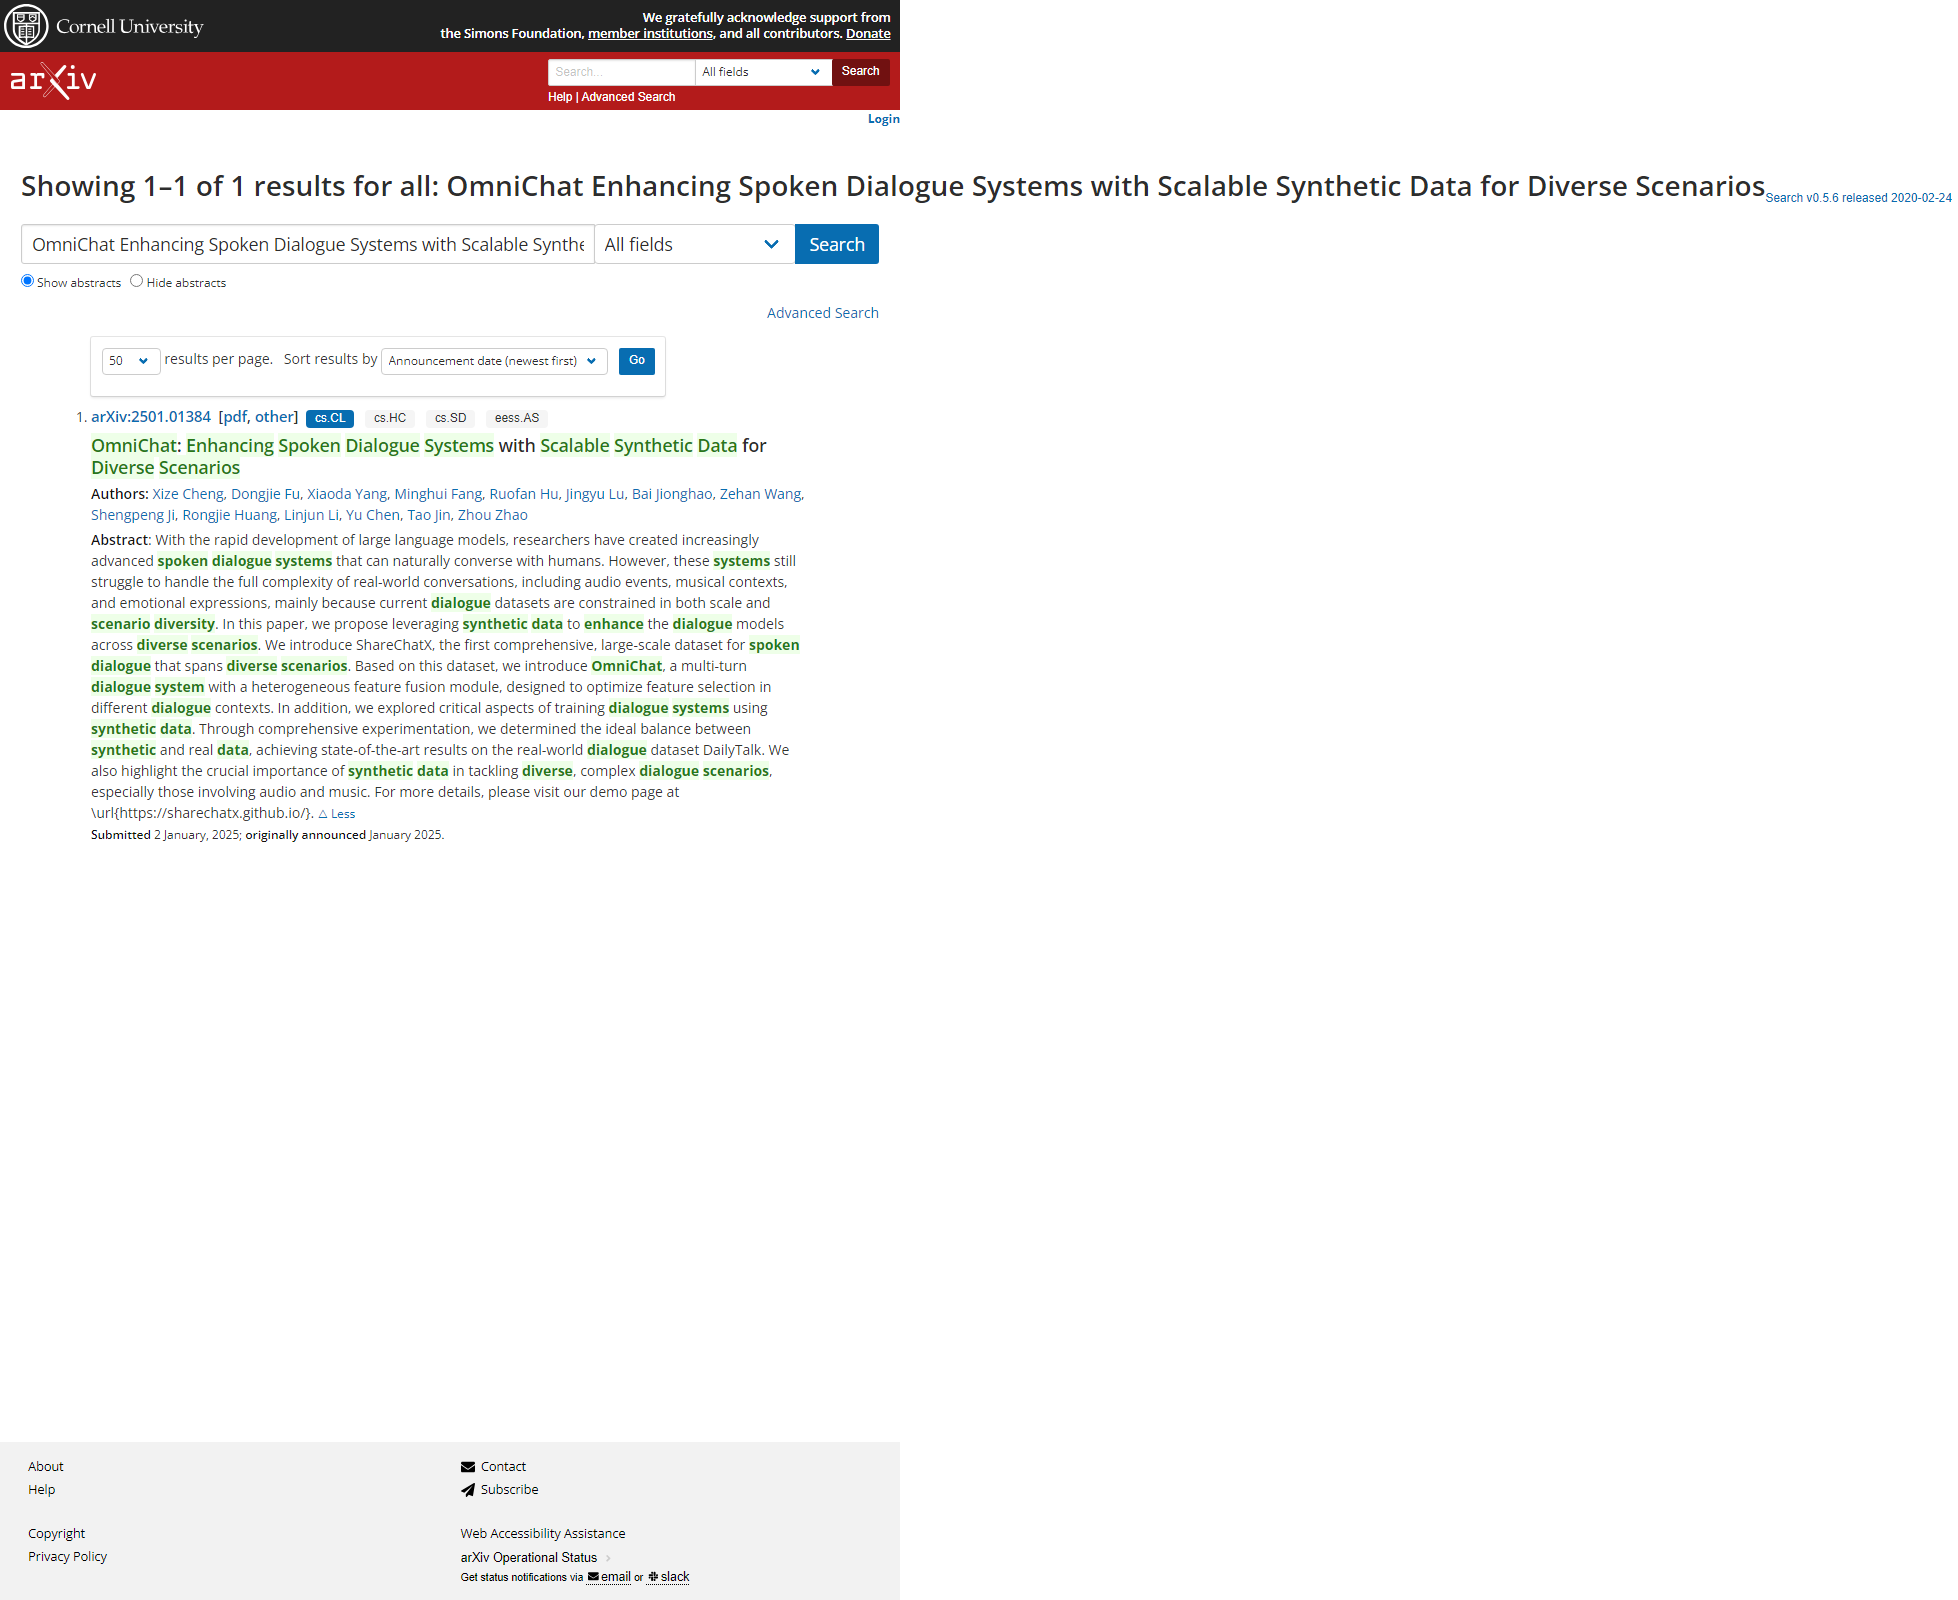 Cornell University
We gratefully acknowledge support from
the Simons Foundation, member institutions, and all contributors. Donate
arXiv
Search...
All fields
Search
Help | Advanced Search
Login
Showing 1–1 of 1 results for all: OmniChat Enhancing Spoken Dialogue Systems with Scalable Synthetic Data for Diverse Scenarios
Search v0.5.6 released 2020-02-24
OmniChat Enhancing Spoken Dialogue Systems with Scalable Synthe
All fields
Search
Show abstracts Hide abstracts
Advanced Search
50 results per page. Sort results by Announcement date (newest first) Go
1. arXiv:2501.01384 [pdf, other] cs.CL cs.HC cs.SD eess.AS
OmniChat: Enhancing Spoken Dialogue Systems with Scalable Synthetic Data for
Diverse Scenarios
Authors: Xize Cheng, Dongjie Fu, Xiaoda Yang, Minghui Fang, Ruofan Hu, Jingyu Lu, Bai Jionghao, Zehan Wang,
Shengpeng Ji, Rongjie Huang, Linjun Li, Yu Chen, Tao Jin, Zhou Zhao
Abstract: With the rapid development of large language models, researchers have created increasingly
advanced spoken dialogue systems that can naturally converse with humans. However, these systems still
struggle to handle the full complexity of real-world conversations, including audio events, musical contexts,
and emotional expressions, mainly because current dialogue datasets are constrained in both scale and
scenario diversity. In this paper, we propose leveraging synthetic data to enhance the dialogue models
across diverse scenarios. We introduce ShareChatX, the first comprehensive, large-scale dataset for spoken
dialogue that spans diverse scenarios. Based on this dataset, we introduce OmniChat, a multi-turn
dialogue system with a heterogeneous feature fusion module, designed to optimize feature selection in
different dialogue contexts. In addition, we explored critical aspects of training dialogue systems using
synthetic data. Through comprehensive experimentation, we determined the ideal balance between
synthetic and real data, achieving state-of-the-art results on the real-world dialogue dataset DailyTalk. We
also highlight the crucial importance of synthetic data in tackling diverse, complex dialogue scenarios,
especially those involving audio and music. For more details, please visit our demo page at
\url{https://sharechatx.github.io/}. △ Less
Submitted 2 January, 2025; originally announced January 2025.
About
Help
Contact
Subscribe
Copyright
Privacy Policy
Web Accessibility Assistance
arXiv Operational Status
Get status notifications via email or slack